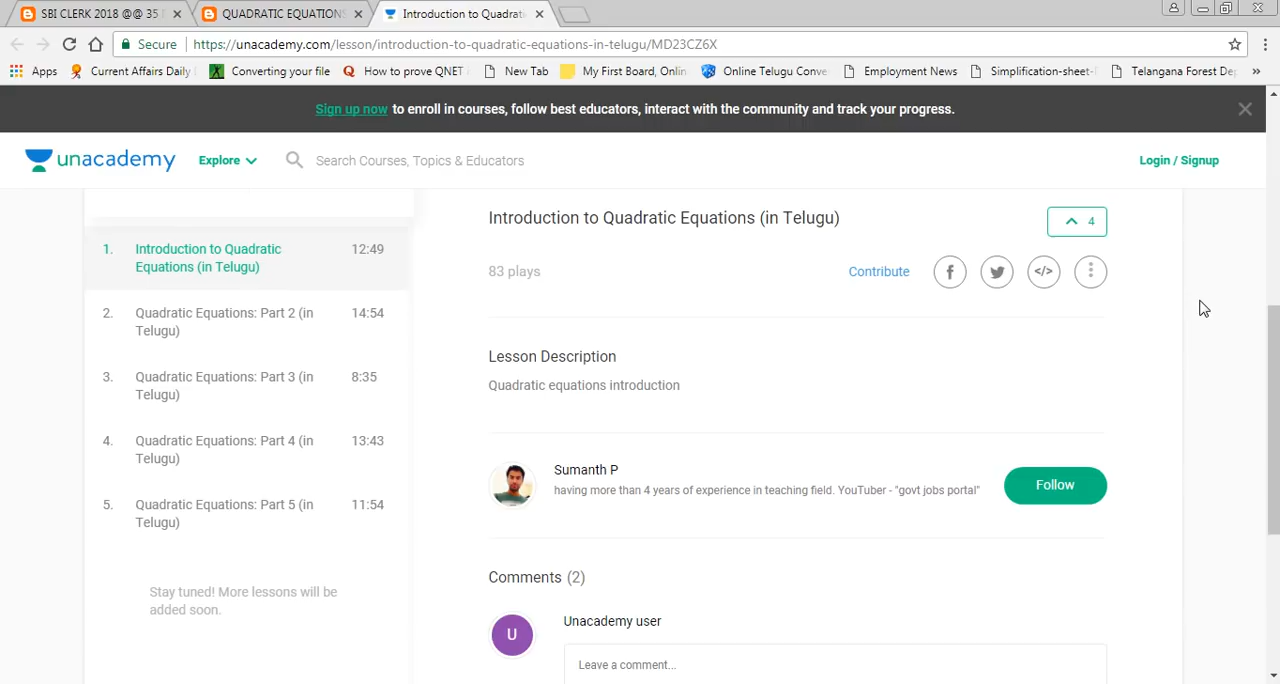 SBI CLERK 2018 @@ 35
QUADRATIC EQUATIONS
Introduction to Quadrat
Secure
https://unacademy.com/lesson/introduction-to-quadratic-equations-in-telugu/MD23CZ6X
Apps
Current Affairs Daily
Converting your file
How to prove QNET
New Tab
My First Board, Onlin
Online Telugu Conve
Employment News
Simplification-sheet-
Telangana Forest De
»
Sign up now to enroll in courses, follow best educators, interact with the community and track your progress.
unacademy
Explore
Search Courses, Topics & Educators
Login / Signup
1. Introduction to Quadratic 12:49
Equations (in Telugu)
2. Quadratic Equations: Part 2 (in 14:54
Telugu)
3. Quadratic Equations: Part 3 (in 8:35
Telugu)
4. Quadratic Equations: Part 4 (in 13:43
Telugu)
5. Quadratic Equations: Part 5 (in 11:54
Telugu)
Stay tuned! More lessons will be
added soon.
Introduction to Quadratic Equations (in Telugu)
4
83 plays
Contribute
</>
Lesson Description
Quadratic equations introduction
Sumanth P
having more than 4 years of experience in teaching field. YouTuber - "govt jobs portal"
Follow
Comments (2)
U
Unacademy user
Leave a comment...